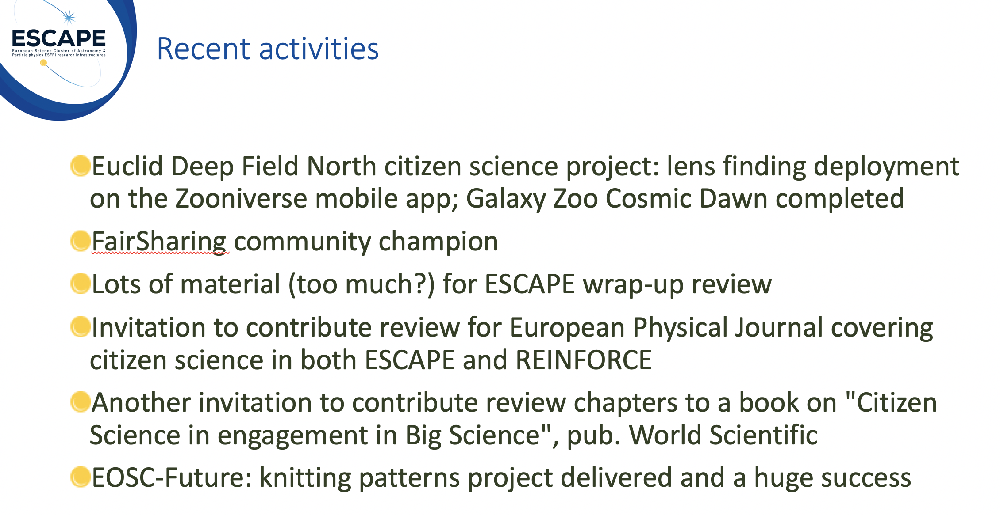 ESCAPE
European Science Cluster of Astronomy &
Particle physics ESFRI research Infrastructures
Recent activities
Euclid Deep Field North citizen science project: lens finding deployment
on the Zooniverse mobile app; Galaxy Zoo Cosmic Dawn completed
FairSharing community champion
Lots of material (too much?) for ESCAPE wrap-up review
Invitation to contribute review for European Physical Journal covering
citizen science in both ESCAPE and REINFORCE
Another invitation to contribute review chapters to a book on "Citizen
Science in engagement in Big Science", pub. World Scientific
EOSC-Future: knitting patterns project delivered and a huge success